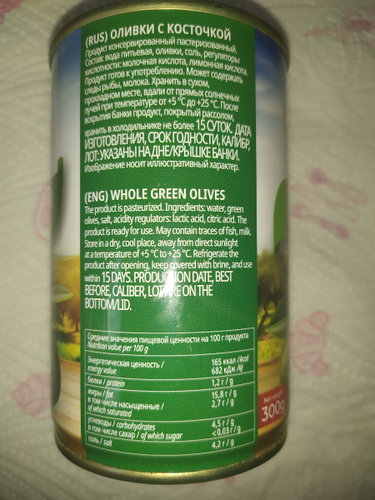 (RUS) ОЛИВКИ С КОСТОЧКОЙ
Продукт консервированный пастеризованный.
Состав: вода питьевая, оливки, соль, регуляторы
кислотности: молочная кислота, лимонная кислота.
Продукт готов к употреблению. Может содержать
следы рыбы, молока. Хранить в сухом,
прохладном месте, вдали от прямых солнечных
лучей при температуре от +5 °C до +25 °C. После
вскрытия банки продукт, покрытый рассолом,
хранить в холодильнике не более 15 СУТОК. ДАТА
ИЗГОТОВЛЕНИЯ, СРОК ГОДНОСТИ, КАЛИБР,
ЛОТ: УКАЗАНЫ НА ДНЕ/КРЫШКЕ БАНКИ.
Изображение носит иллюстративный характер.
(ENG) WHOLE GREEN OLIVES
The product is pasteurized. Ingredients: water, green
olives, salt, acidity regulators: lactic acid, citric acid. The
product is ready for use. May contain traces of fish, milk.
Store in a dry, cool place, away from direct sunlight
at a temperature of +5 °C to +25 °C. Refrigerate the
product after opening, keep covered with brine, and use
within 15 DAYS. PRODUCTION DATE, BEST
BEFORE, CALIBER, LOT: ARE ON THE
BOTTOM/LID.
Средние значения пищевой ценности на 100 г продукта
Nutrition value per 100 g
Энергетическая ценность / 165 ккал /kcal
energy value 682 кДж /kJ
белки / protein 1,2 г / g
жиры / fat 15,8 г / g
в том числе насыщенные / 2,7 г / g
of which saturated
углеводы / carbohydrates 4,5 г / g
в том числе сахар / of which sugar <0,03 г / g
соль / salt 4,2 г / g
300g